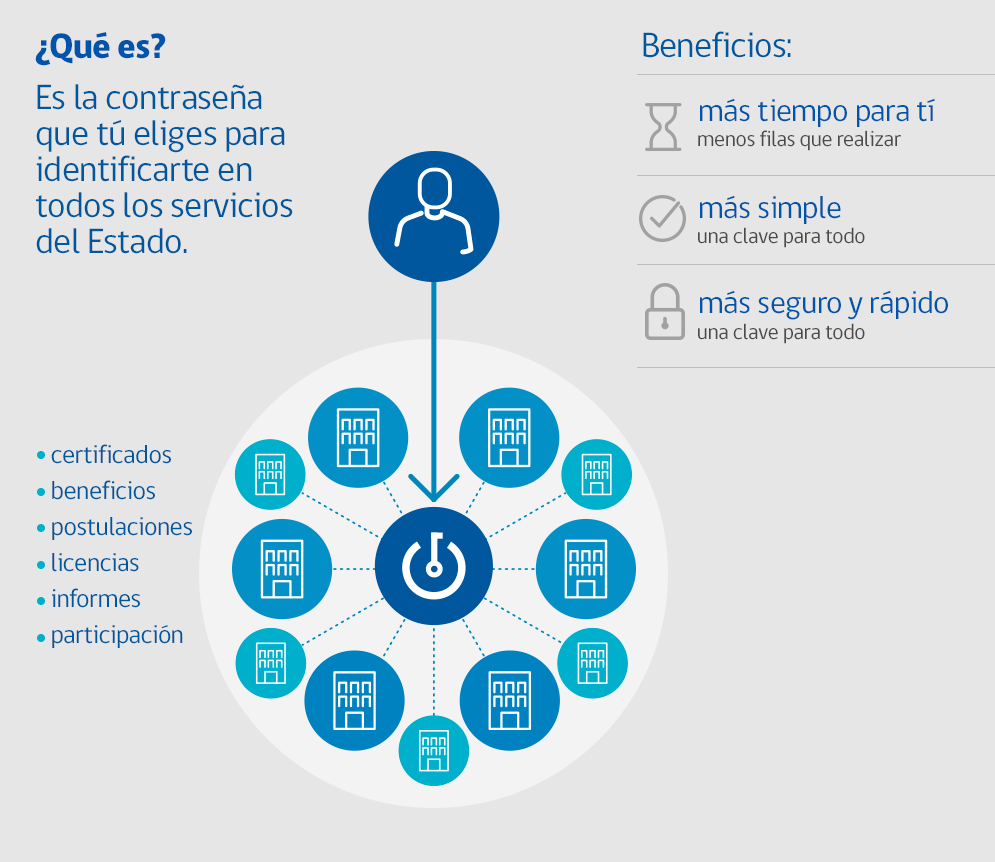 ¿Qué es?
Es la contraseña
que tú eliges para
identificarte en
todos los servicios
del Estado.
Beneficios:
más tiempo para tí
menos filas que realizar
más simple
una clave para todo
más seguro y rápido
una clave para todo
• certificados
• beneficios
• postulaciones
• licencias
• informes
• participación